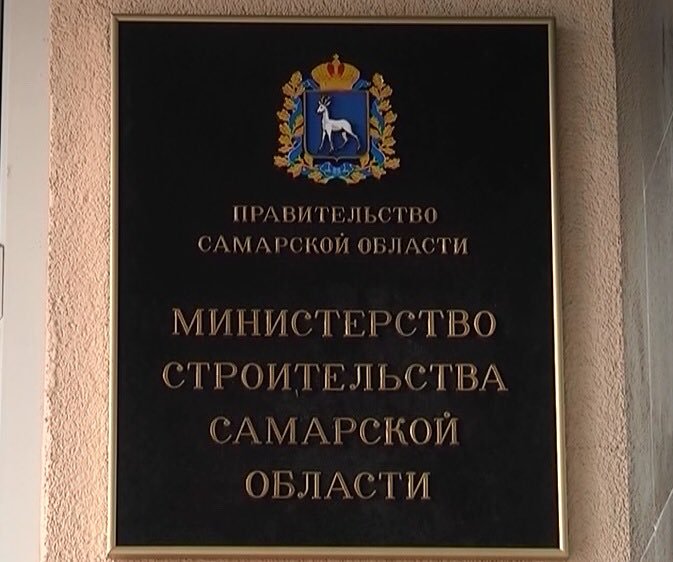 ПРАВИТЕЛЬСТВО
САМАРСКОЙ ОБЛАСТИ
МИНИСТЕРСТВО
СТРОИТЕЛЬСТВА
САМАРСКОЙ
ОБЛАСТИ